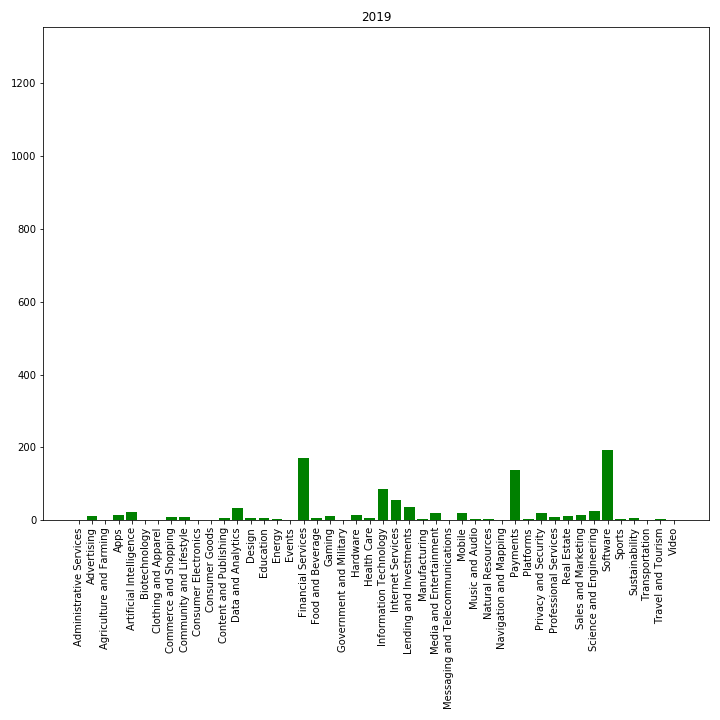 2019
1200
1000
800
600
400
200
0
Administrative Services
Advertising
Agriculture and Farming
Apps
Artificial Intelligence
Biotechnology
Clothing and Apparel
Commerce and Shopping
Community and Lifestyle
Consumer Electronics
Consumer Goods
Content and Publishing
Data and Analytics
Design
Education
Energy
Events
Financial Services
Food and Beverage
Gaming
Government and Military
Hardware
Health Care
Information Technology
Internet Services
Lending and Investments
Manufacturing
Media and Entertainment
Messaging and Telecommunications
Mobile
Music and Audio
Natural Resources
Navigation and Mapping
Payments
Platforms
Privacy and Security
Professional Services
Real Estate
Sales and Marketing
Science and Engineering
Software
Sports
Sustainability
Transportation
Travel and Tourism
Video